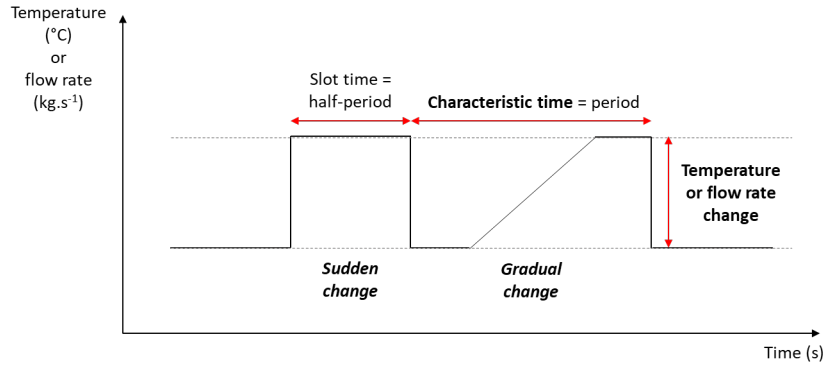 Temperature
(°C)
or
flow rate
(kg.s⁻¹)
Slot time =
half-period
Characteristic time = period
Temperature
or flow rate
change
Sudden
change
Gradual
change
Time (s)